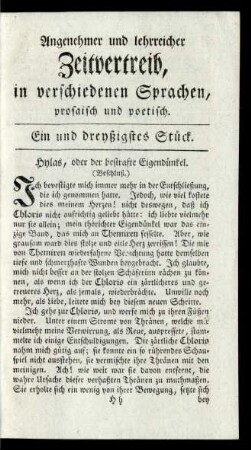 Angenehmer und lehrreicher
Zeitvertreib,
in verschiedenen Sprachen,
prosaisch und poetisch.
Ein und dreyßigstes Stück.
Hylas, oder der bestrafte Eigendünkel.
(Beschluß.)
Ich bevestigte mich immer mehr in der Entschließung,
die ich genommen hatte. Jedoch, wie viel kostete
dies meinem Herzen! nicht deswegen, daß ich
Chloris nicht aufrichtig geliebt hätte: ich liebte vielmehr
nur sie allein; mein thörichter Eigendünkel war das ein-
zige Band, das mich an Themiren fesselte. Aber, wie
grausam ward dies stolze und eitle Herz zerrissen! Die mir
von Themiren wiederfahrne Verachtung hatte demselben
tiefe und schmerzhafte Wunden beygebracht. Ich glaubte,
mich nicht besser an der stolzen Schäferinn rächen zu kön-
nen, als wenn ich der Chloris ein zärtlicheres und ge-
treueres Herz, als jemals, wiederbrächte. Unwille noch
mehr, als Liebe, leitete mich bey diesem neuen Schritte.
Ich gehe zur Chloris, und werfe mich zu ihren Füßen
nieder. Unter einem Strome von Thränen, welche mir
vielmehr meine Verwirrung, als Reue, auspressete, stam-
melte ich einige Entschuldigungen. Die zärtliche Chloris
nahm mich gütig auf; sie konnte ein so rührendes Schau-
spiel nicht ausstehen, sie vermischte ihre Thränen mit den
meinigen. Ach! wie weit war sie davon entfernt, die
wahre Ursache dieser verhaßten Thränen zu muthmaßen.
Sie erholte sich ein wenig von ihrer Bewegung, setzte sich
H h bey